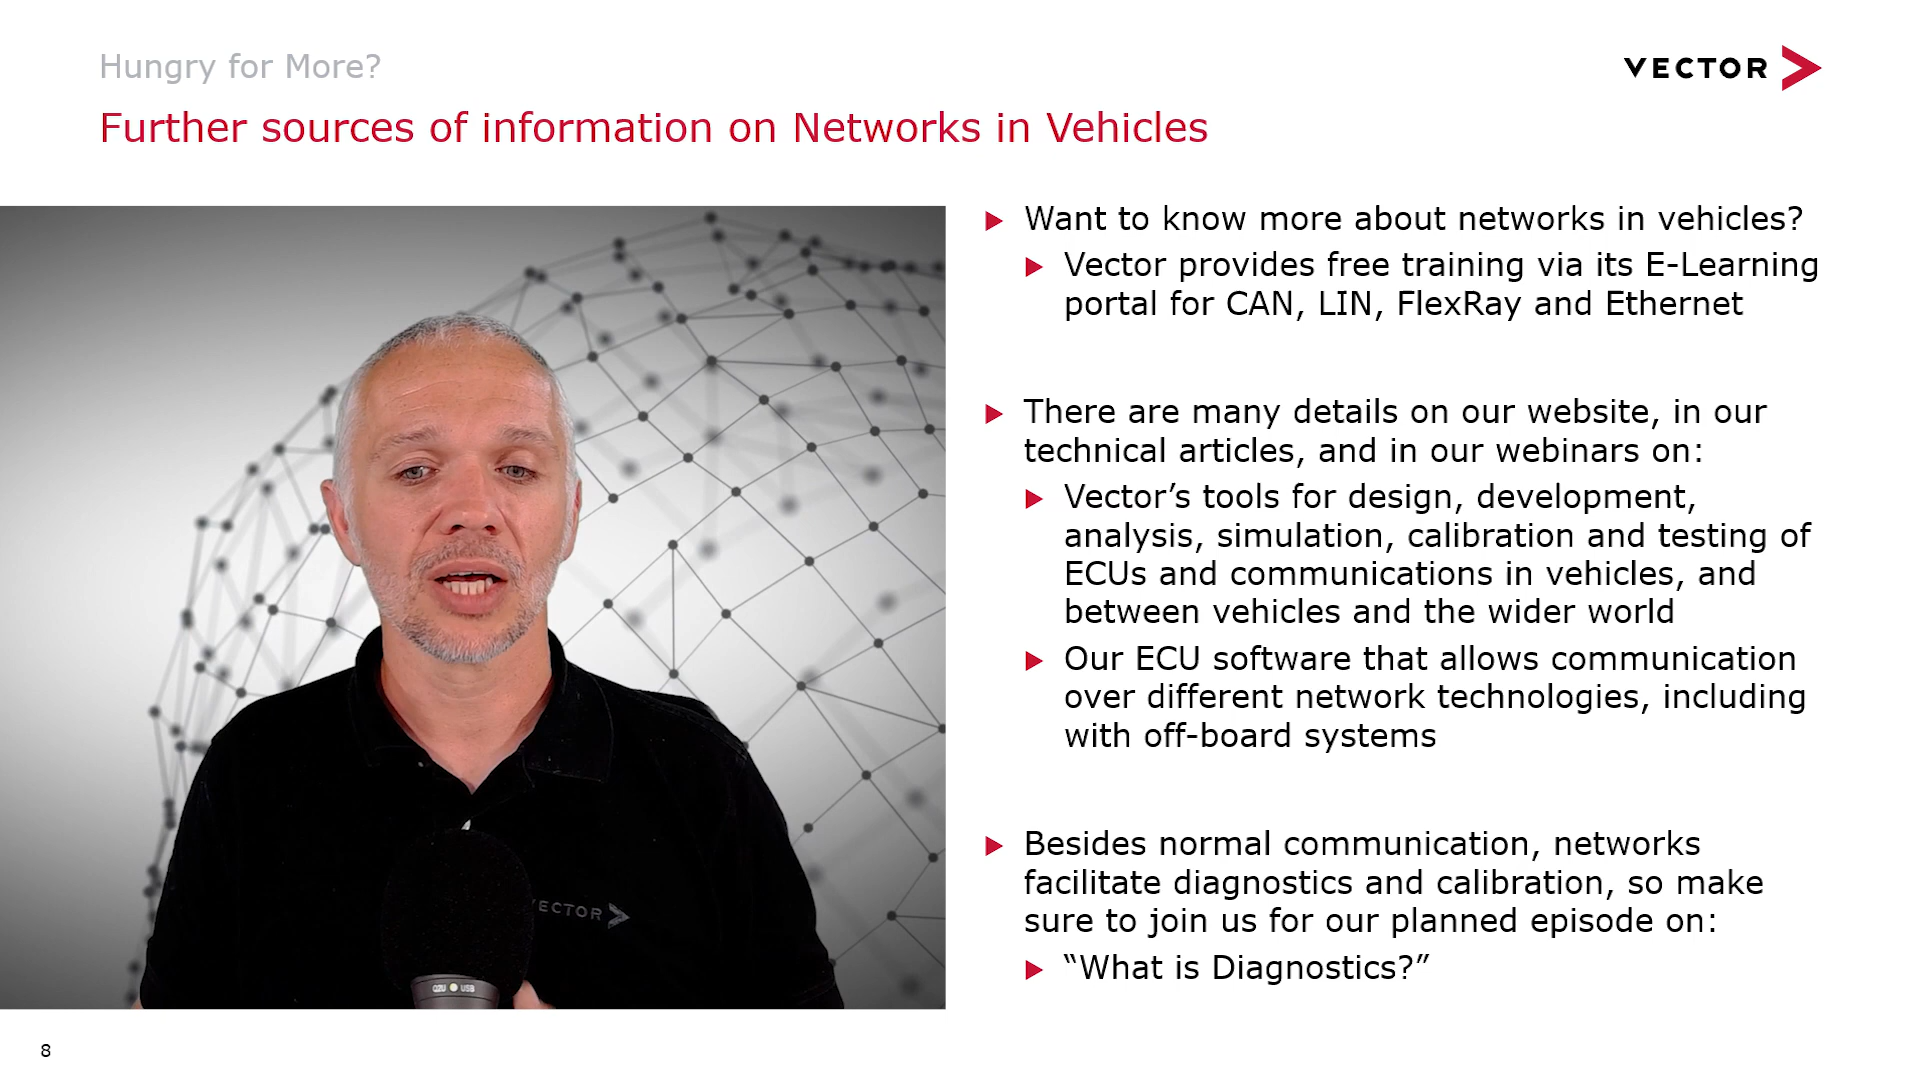 Hungry for More?
VECTOR
Further sources of information on Networks in Vehicles
Want to know more about networks in vehicles?
Vector provides free training via its E-Learning
portal for CAN, LIN, FlexRay and Ethernet
There are many details on our website, in our
technical articles, and in our webinars on:
Vector’s tools for design, development,
analysis, simulation, calibration and testing of
ECUs and communications in vehicles, and
between vehicles and the wider world
Our ECU software that allows communication
over different network technologies, including
with off-board systems
Besides normal communication, networks
facilitate diagnostics and calibration, so make
sure to join us for our planned episode on:
“What is Diagnostics?”
VECTOR
Q2U USB
8